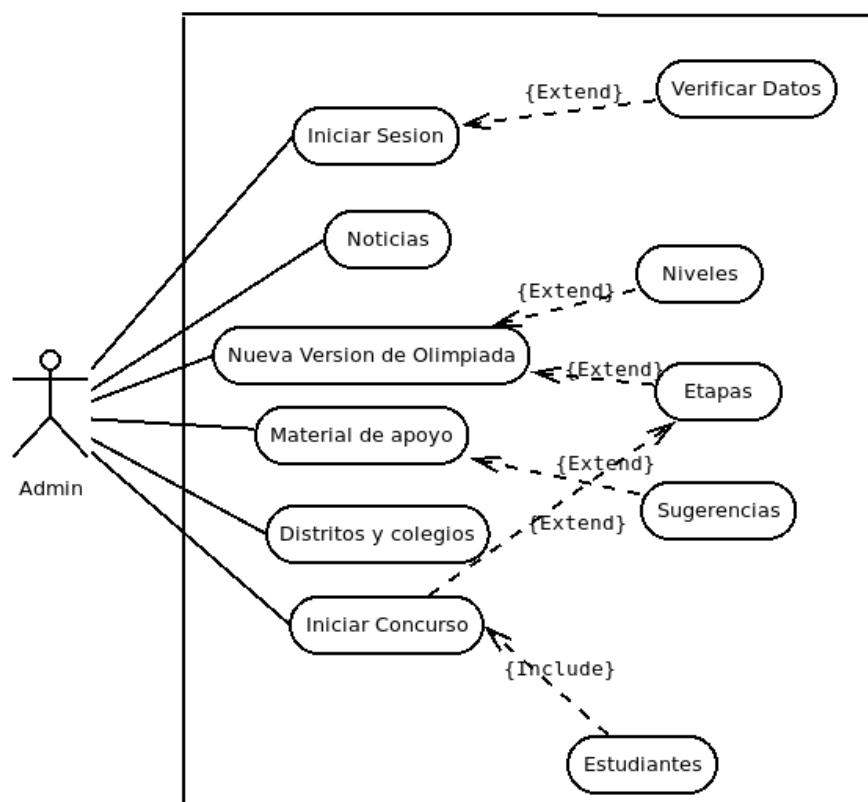 {Extend}
Verificar Datos
Iniciar Sesion
Noticias
{Extend}
Niveles
Nueva Version de Olimpiada
{Extend}
Etapas
Material de apoyo
{Extend}
Admin
Sugerencias
{Extend}
Distritos y colegios
Iniciar Concurso
{Include}
Estudiantes